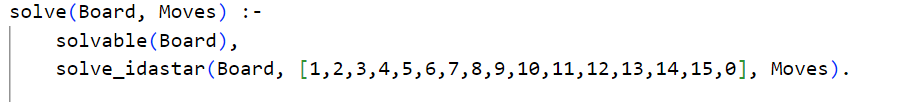 solve(Board, Moves) :-
    solvable(Board),
    solve_idastar(Board, [1,2,3,4,5,6,7,8,9,10,11,12,13,14,15,0], Moves).